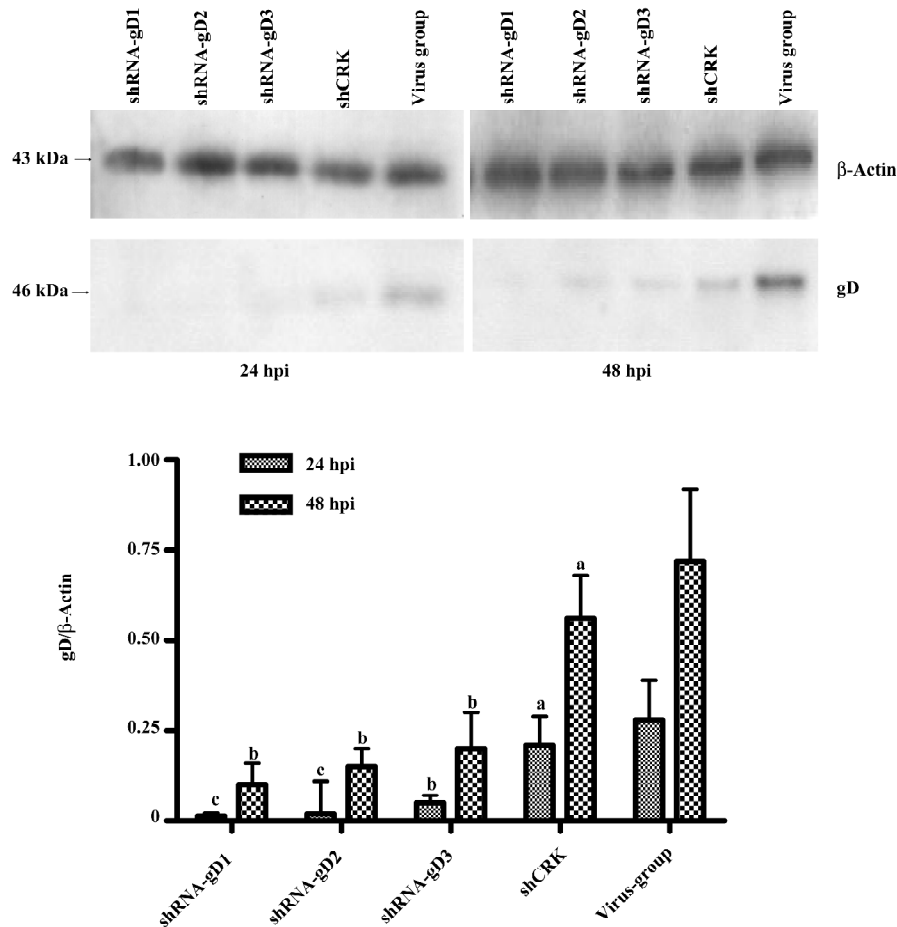 shRNA-gD1
shRNA-gD2
shRNA-gD3
shCRK
Virus group
shRNA-gD1
shRNA-gD2
shRNA-gD3
shCRK
Virus group
43 kDa
β-Actin
46 kDa
gD
24 hpi
48 hpi
1.00
0.75
0.50
0.25
0
gD/β-Actin
24 hpi
48 hpi
c
b
c
b
b
b
a
a
shRNA-gD1
shRNA-gD2
shRNA-gD3
shCRK
Virus-group